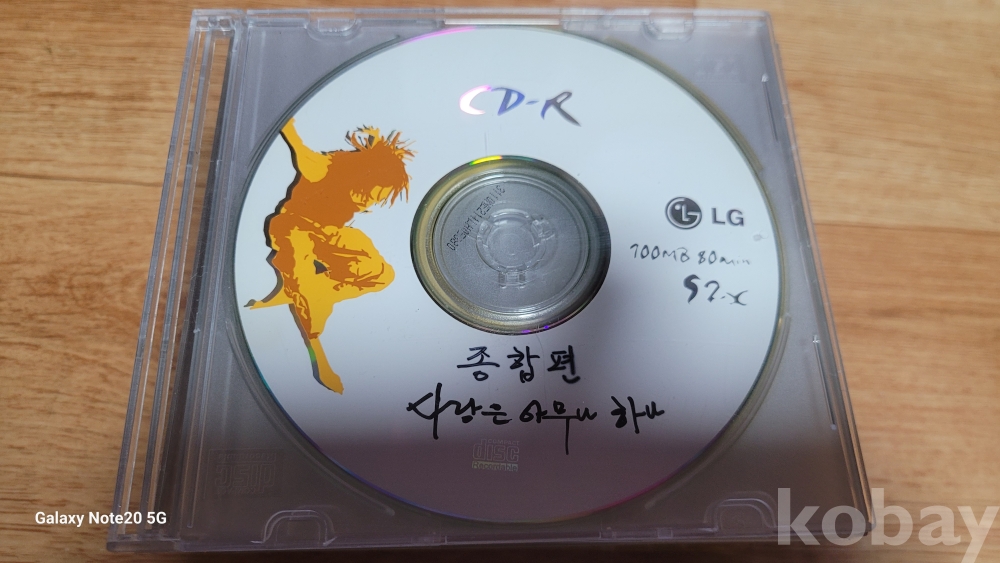 CD-R
LG
700MB 80min
52x
종합편
사랑은 아무나 하나
disc
Galaxy Note20 5G
kobay